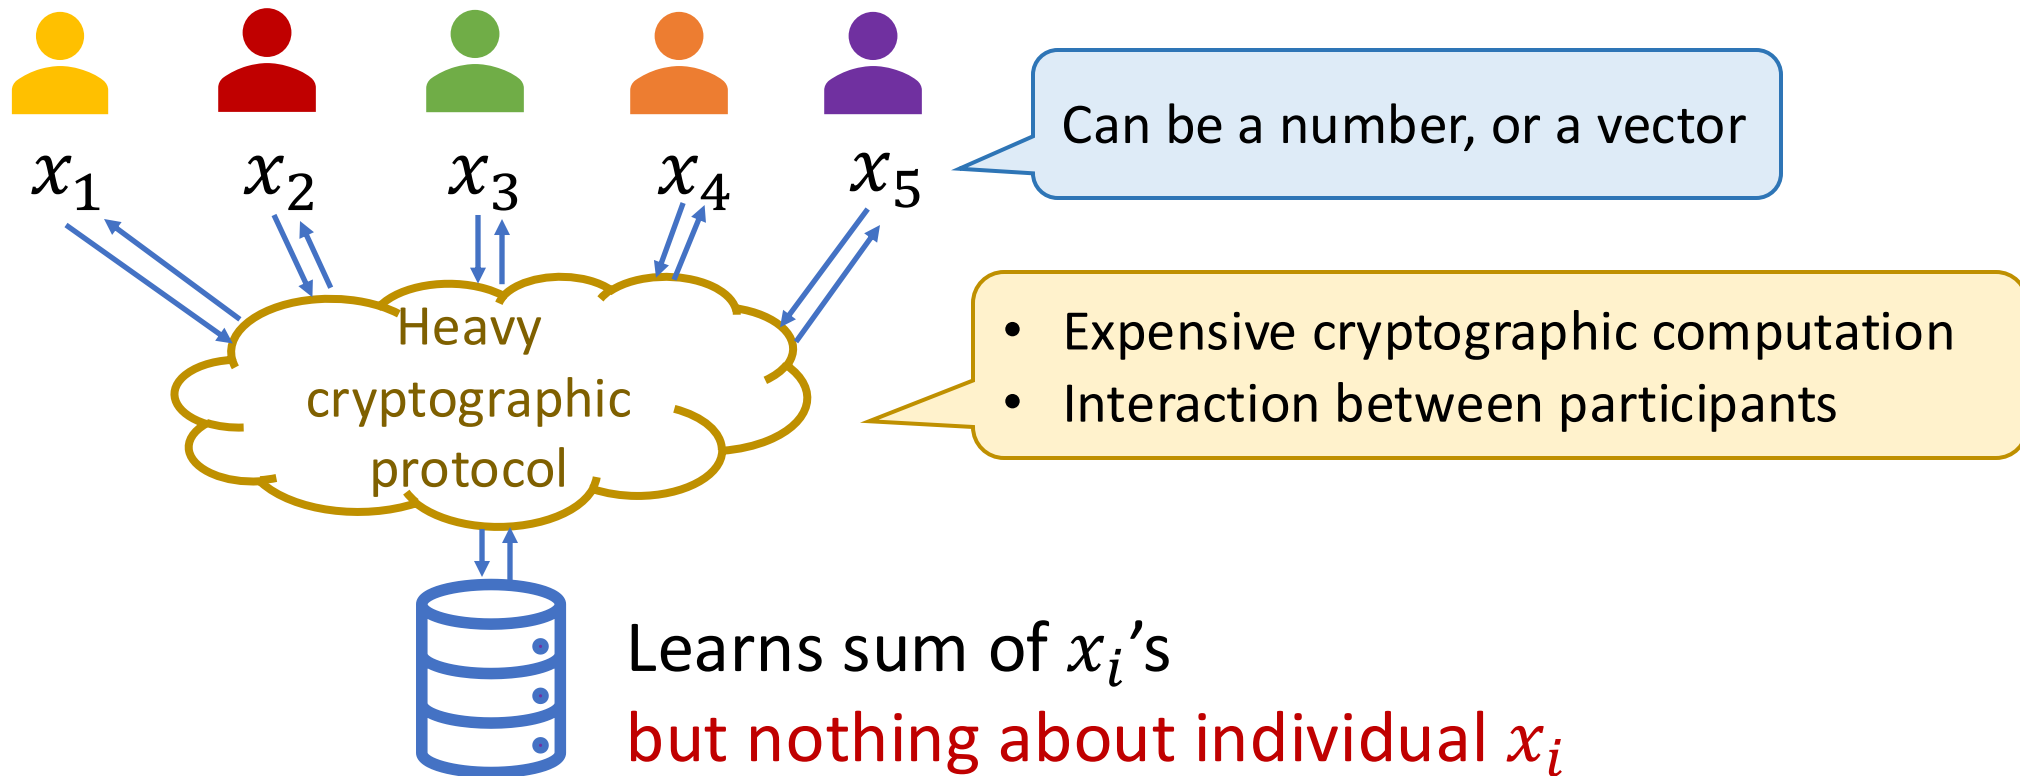 x₁ x₂ x₃ x₄ x₅
Can be a number, or a vector
Heavy
cryptographic
protocol
• Expensive cryptographic computation
• Interaction between participants
Learns sum of xᵢ’s
but nothing about individual xᵢ